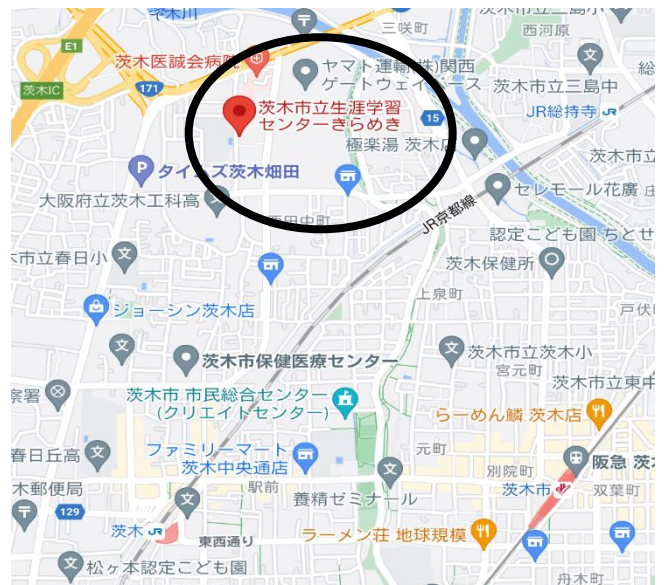 三咲町
西河原
E1
茨木医誠会病院
ヤマト運輸(株)関西
ゲートウェイベース
茨木市立三島中
茨木IC
171
茨木市立生涯学習
センターきらめき
15
JR総持寺
極楽湯 茨木店
茨木市立
タイムズ茨木畑田
大阪府立茨木工科高
セレモール花廣
西田中町
JR京都線
認定こども園 ちとせ
市立春日小
茨木保健所
上泉町
ジョーシン茨木店
戸伏
茨木市保健医療センター
茨木市立茨木小
宮元町
察署
茨木市 市民総合センター
(クリエイトセンター)
茨木市立東中
らーめん鱗 茨木店
春日丘高
ファミリーマート
茨木中央通店
元町
別院町
阪急 茨木
木郵便局
駅前
養精ゼミナール
茨木市
双葉町
129
茨木
東西通り
ラーメン荘 地球規模
松ヶ本認定こども園
舟木町